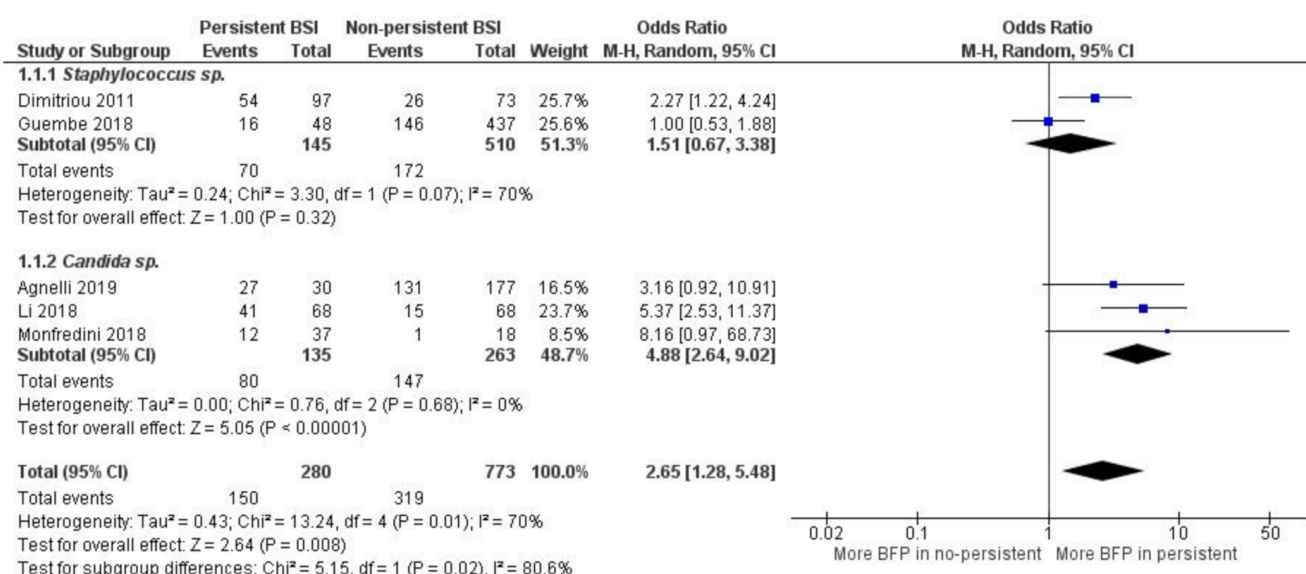 Persistent BSI Non-persistent BSI Odds Ratio Odds Ratio
Study or Subgroup Events Total Events Total Weight M-H, Random, 95% CI M-H, Random, 95% CI
1.1.1 Staphylococcus sp.
Dimitriou 2011 54 97 26 73 25.7% 2.27 [1.22, 4.24]
Guembe 2018 16 48 146 437 25.6% 1.00 [0.53, 1.88]
Subtotal (95% CI) 145 510 51.3% 1.51 [0.67, 3.38]
Total events 70 172
Heterogeneity: Tau² = 0.24; Chi² = 3.30, df = 1 (P = 0.07); I² = 70%
Test for overall effect: Z = 1.00 (P = 0.32)
1.1.2 Candida sp.
Agnelli 2019 27 30 131 177 16.5% 3.16 [0.92, 10.91]
Li 2018 41 68 15 68 23.7% 5.37 [2.53, 11.37]
Monfredini 2018 12 37 1 18 8.5% 8.16 [0.97, 68.73]
Subtotal (95% CI) 135 263 48.7% 4.88 [2.64, 9.02]
Total events 80 147
Heterogeneity: Tau² = 0.00; Chi² = 0.76, df = 2 (P = 0.68); I² = 0%
Test for overall effect: Z = 5.05 (P < 0.00001)
Total (95% CI) 280 773 100.0% 2.65 [1.28, 5.48]
Total events 150 319
Heterogeneity: Tau² = 0.43; Chi² = 13.24, df = 4 (P = 0.01); I² = 70%
Test for overall effect: Z = 2.64 (P = 0.008)
Test for subgroup differences: Chi² = 5.15, df = 1 (P = 0.02), I² = 80.6%
0.02 0.1 1 10 50
More BFP in no-persistent More BFP in persistent